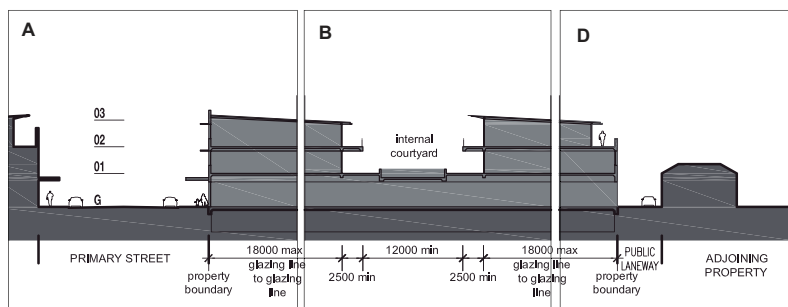 A
B
D
03
02
01
G
internal
courtyard
PRIMARY STREET
property
boundary
18000 max
glazing line
to glazing
line
2500 min
12000 min
2500 min
18000 max
glazing line
to glazing
line
property
boundary
PUBLIC
LANEWAY
ADJOINING
PROPERTY